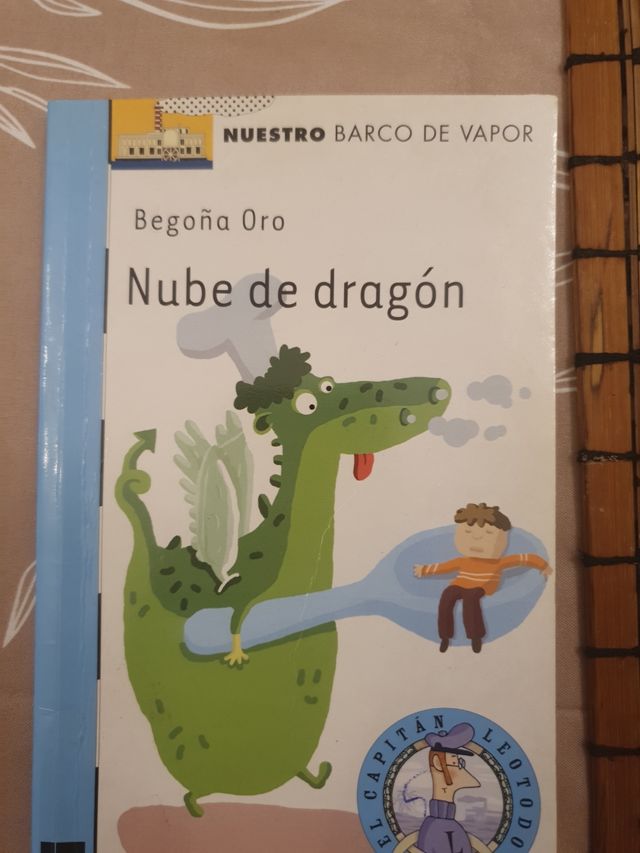 NUESTRO BARCO DE VAPOR
Begoña Oro
Nube de dragón
EL CAPITÁN LEOTODO
L